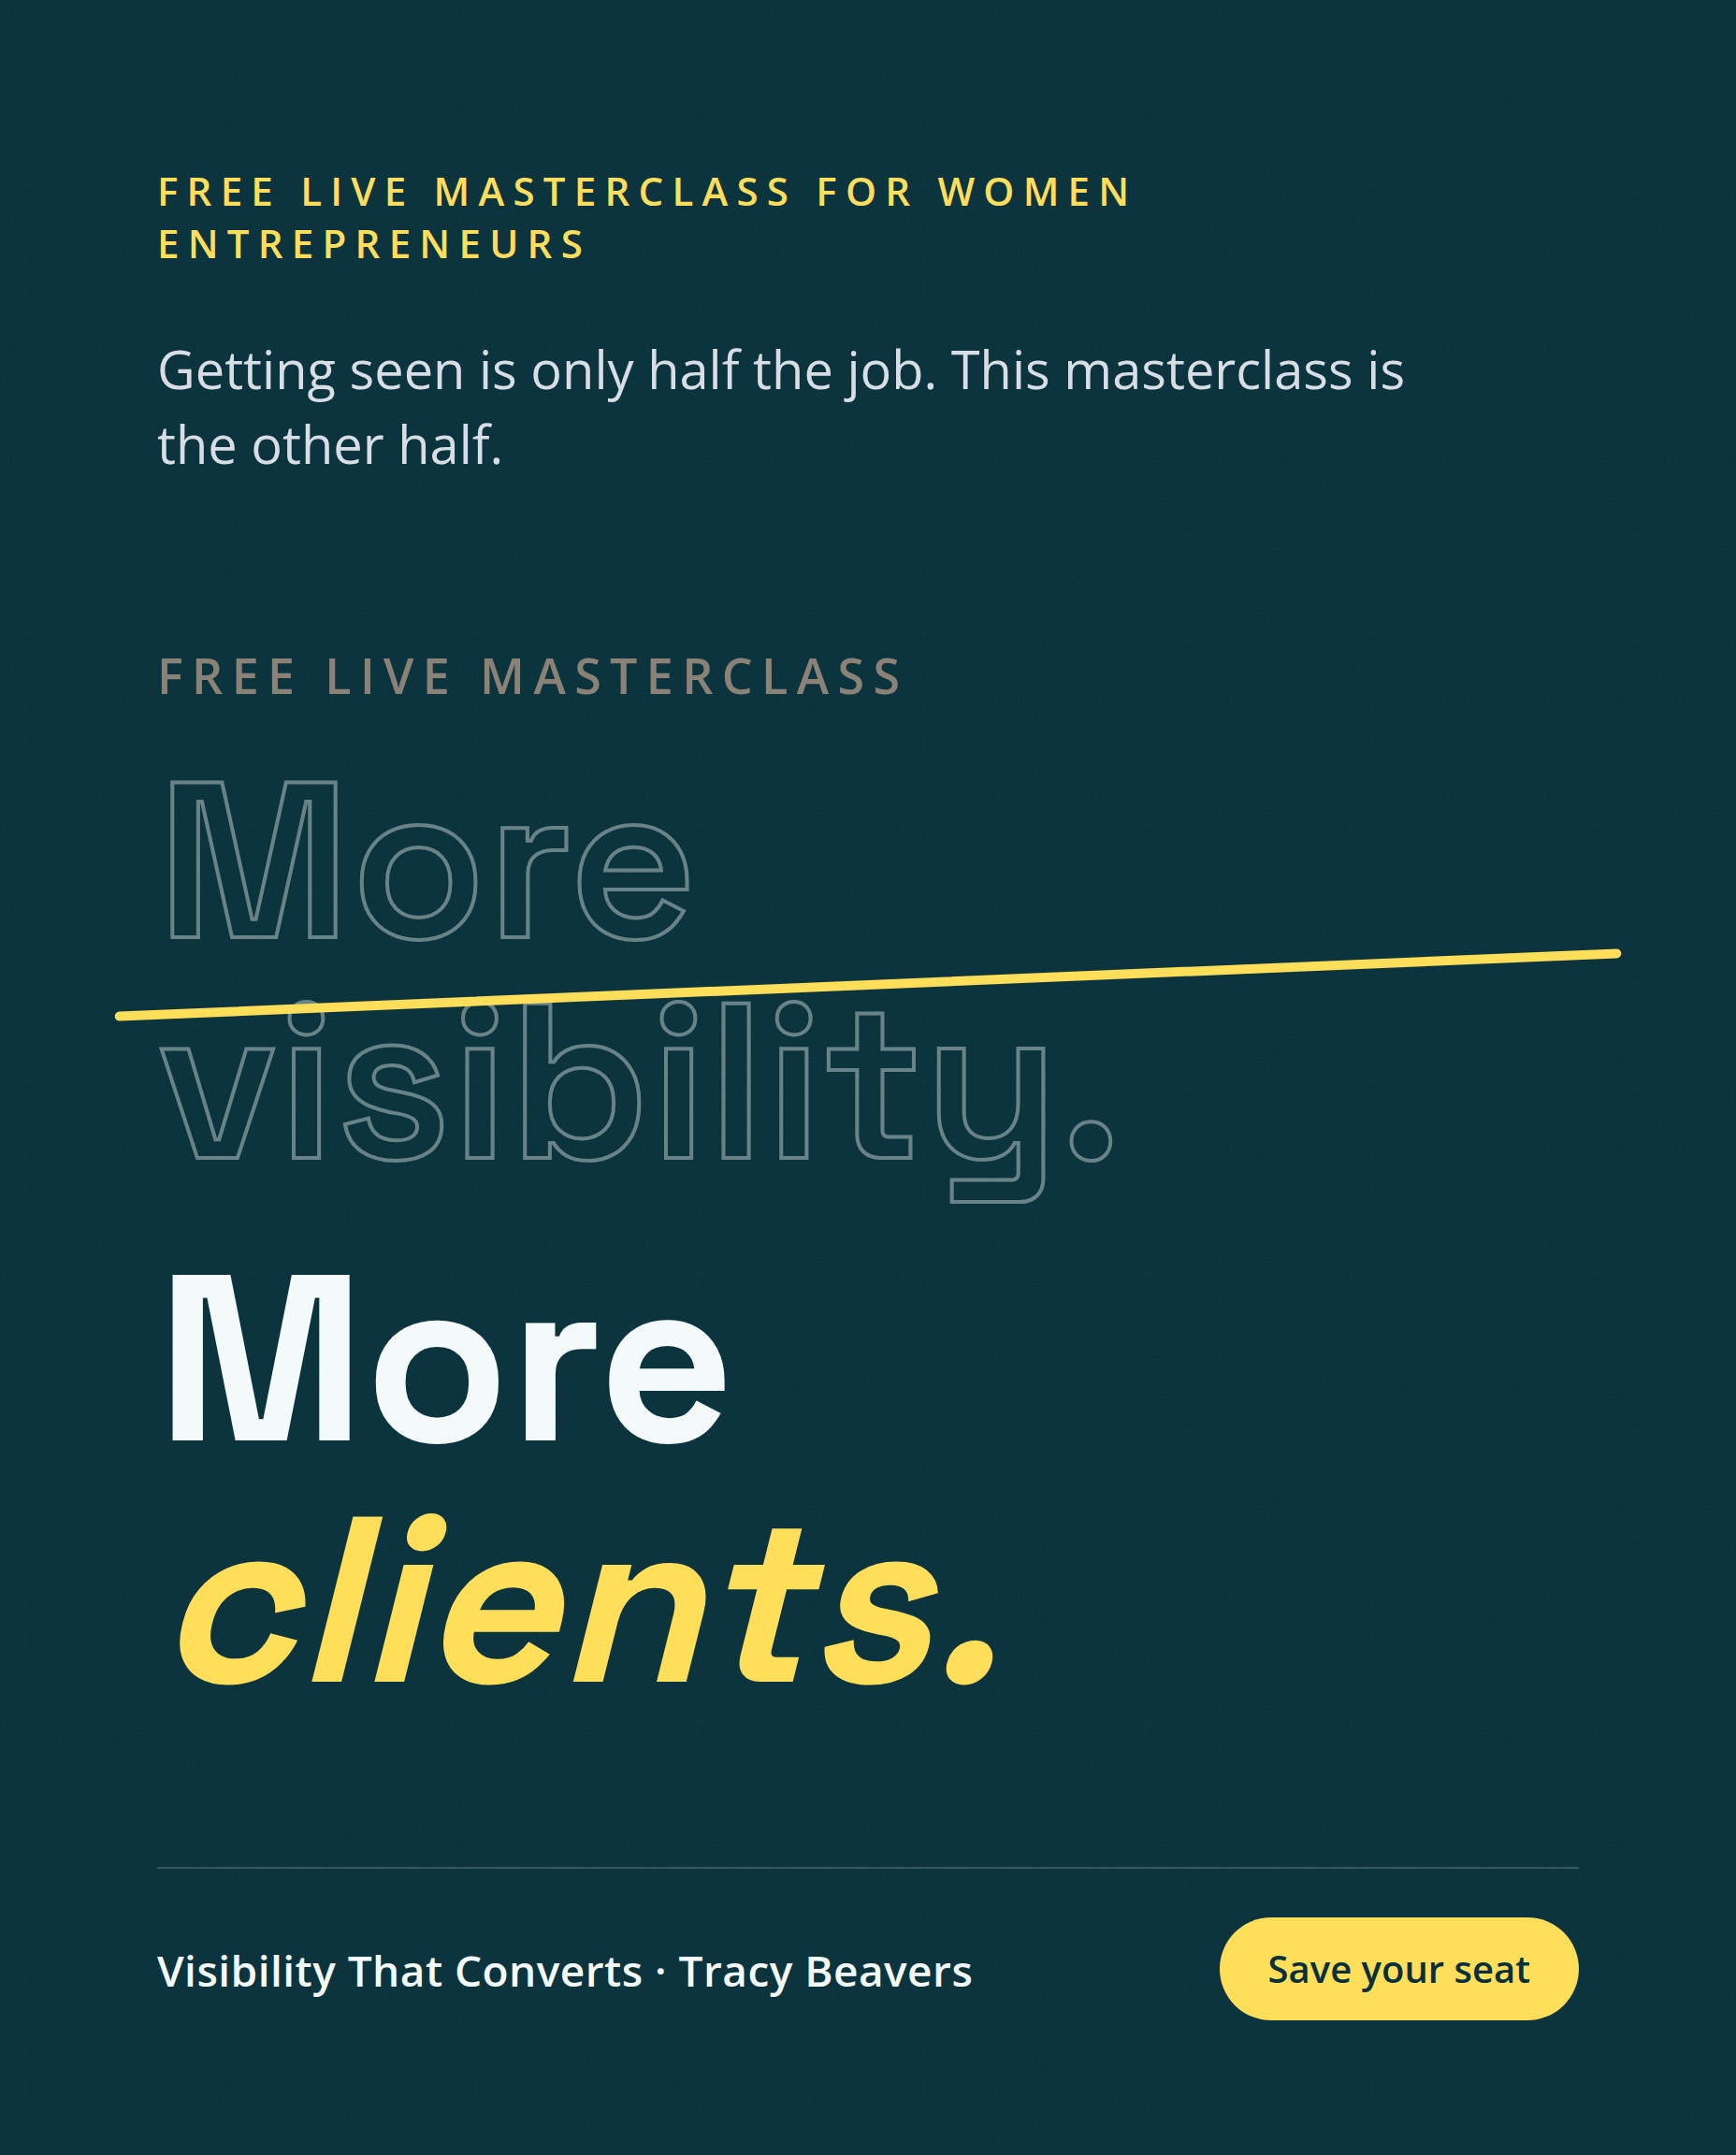 FREE LIVE MASTERCLASS FOR WOMEN
ENTREPRENEURS
Getting seen is only half the job. This masterclass is
the other half.
FREE LIVE MASTERCLASS
More
visibility.
More
clients.
Visibility That Converts · Tracy Beavers
Save your seat